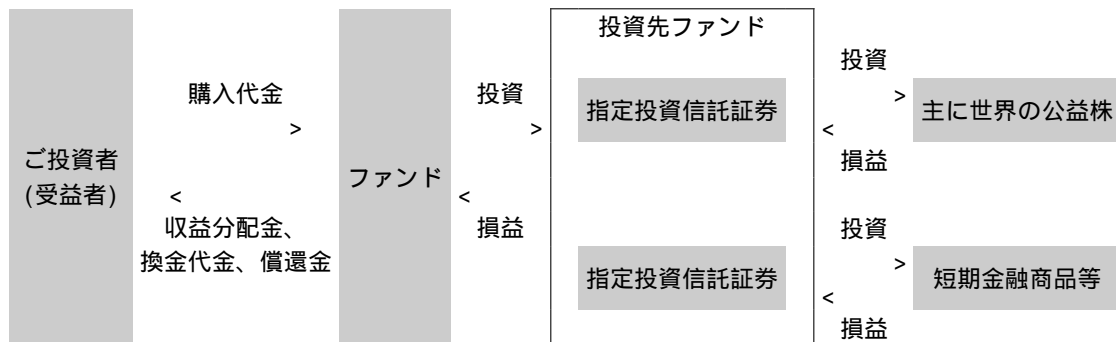 投資先ファンド
投資
購入代金
投資
指定投資信託証券
>
主に世界の公益株
>
>
<
ご投資者
(受益者)
ファンド
損益
<
<
収益分配金、
換金代金、償還金
損益
投資
指定投資信託証券
>
短期金融商品等
<
損益